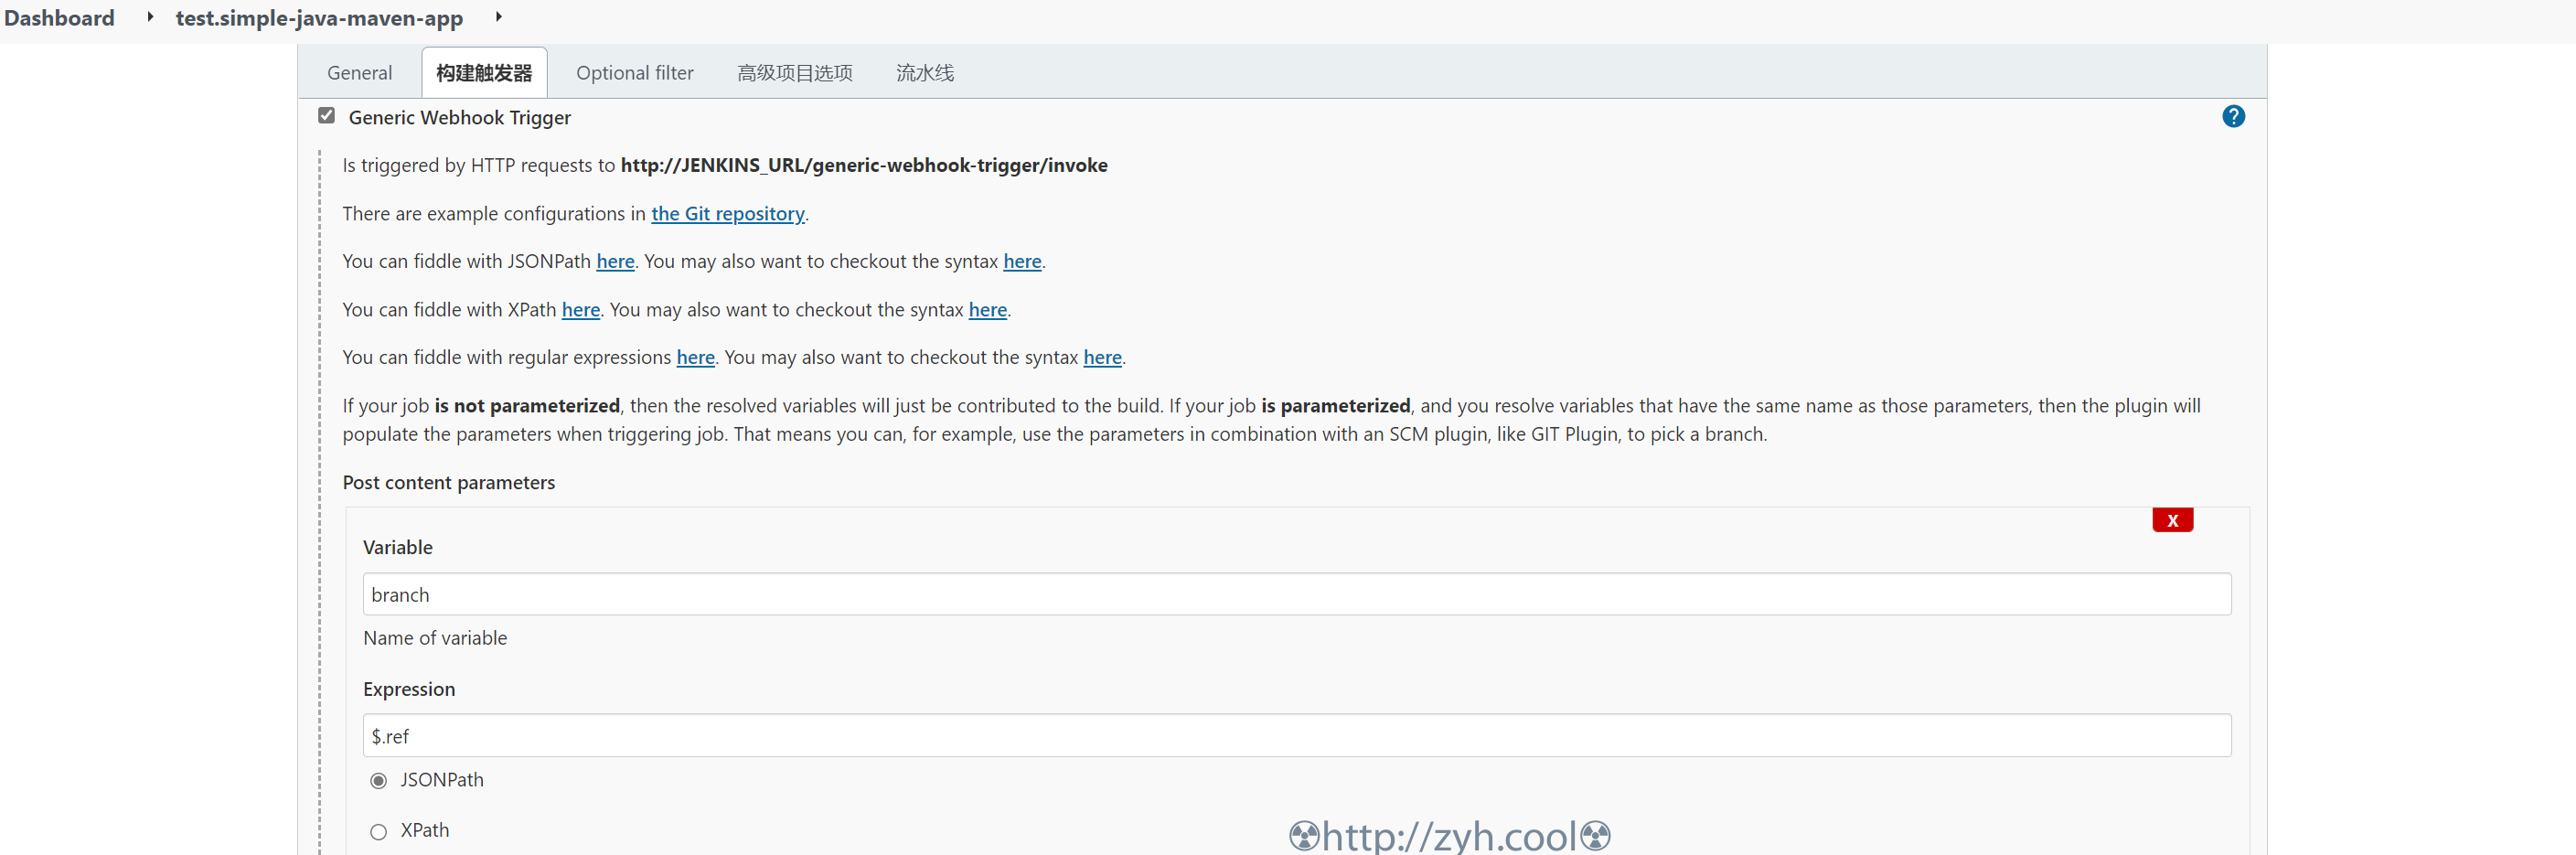 Dashboard test.simple-java-maven-app
General 构建触发器 Optional filter 高级项目选项 流水线
Generic Webhook Trigger
Is triggered by HTTP requests to http://JENKINS_URL/generic-webhook-trigger/invoke
There are example configurations in the Git repository.
You can fiddle with JSONPath here. You may also want to checkout the syntax here.
You can fiddle with XPath here. You may also want to checkout the syntax here.
You can fiddle with regular expressions here. You may also want to checkout the syntax here.
If your job is not parameterized, then the resolved variables will just be contributed to the build. If your job is parameterized, and you resolve variables that have the same name as those parameters, then the plugin will
populate the parameters when triggering job. That means you can, for example, use the parameters in combination with an SCM plugin, like GIT Plugin, to pick a branch.
Post content parameters
X
Variable
branch
Name of variable
Expression
$.ref
JSONPath
XPath
☢http://zyh.cool☢